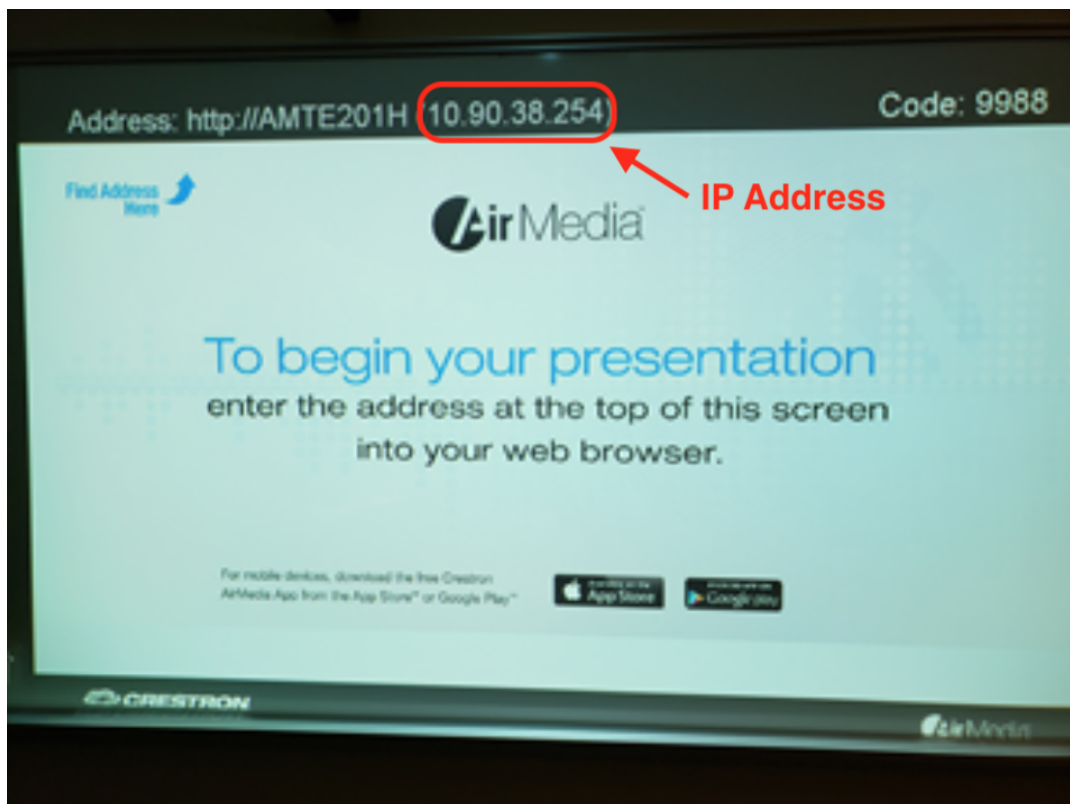 Address: http://AMTE201H (10.90.38.254)
Code: 9988
Find Address
Here
IP Address
AirMedia
To begin your presentation
enter the address at the top of this screen
into your web browser.
For mobile devices, download the free Crestron
AirMedia App from the App Store™ or Google Play™
App Store
Google play
CRESTRON
AirMedia